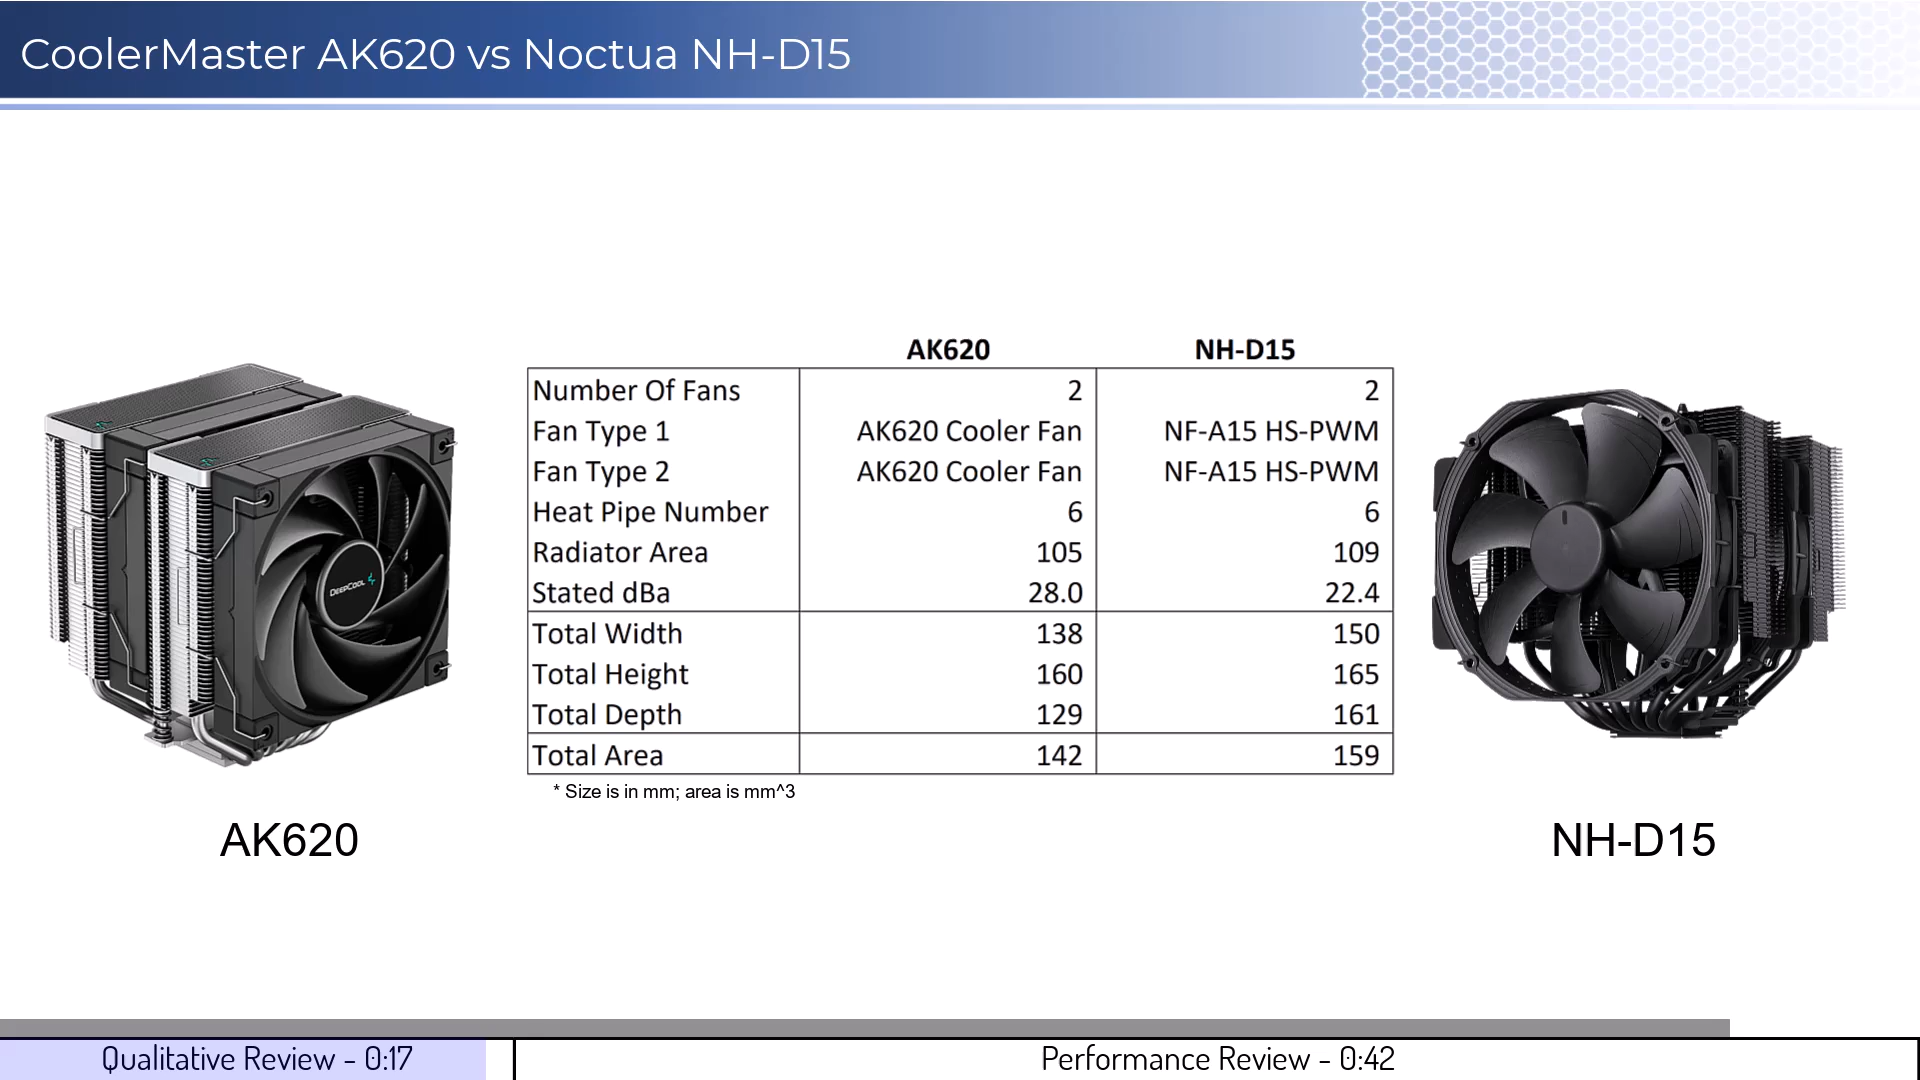 CoolerMaster AK620 vs Noctua NH-D15
AK620 NH-D15
Number Of Fans 2 2
Fan Type 1 AK620 Cooler Fan NF-A15 HS-PWM
Fan Type 2 AK620 Cooler Fan NF-A15 HS-PWM
Heat Pipe Number 6 6
Radiator Area 105 109
Stated dBa 28.0 22.4
Total Width 138 150
Total Height 160 165
Total Depth 129 161
Total Area 142 159
* Size is in mm; area is mm^3
DEEPCOOL
AK620
NH-D15
Qualitative Review - 0:17
Performance Review - 0:42